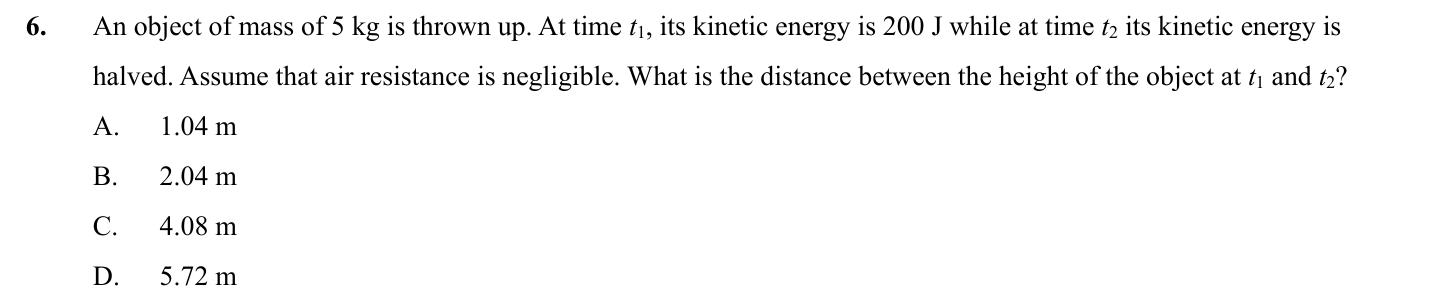 6. An object of mass of 5 kg is thrown up. At time t₁, its kinetic energy is 200 J while at time t₂ its kinetic energy is
halved. Assume that air resistance is negligible. What is the distance between the height of the object at t₁ and t₂?
A. 1.04 m
B. 2.04 m
C. 4.08 m
D. 5.72 m